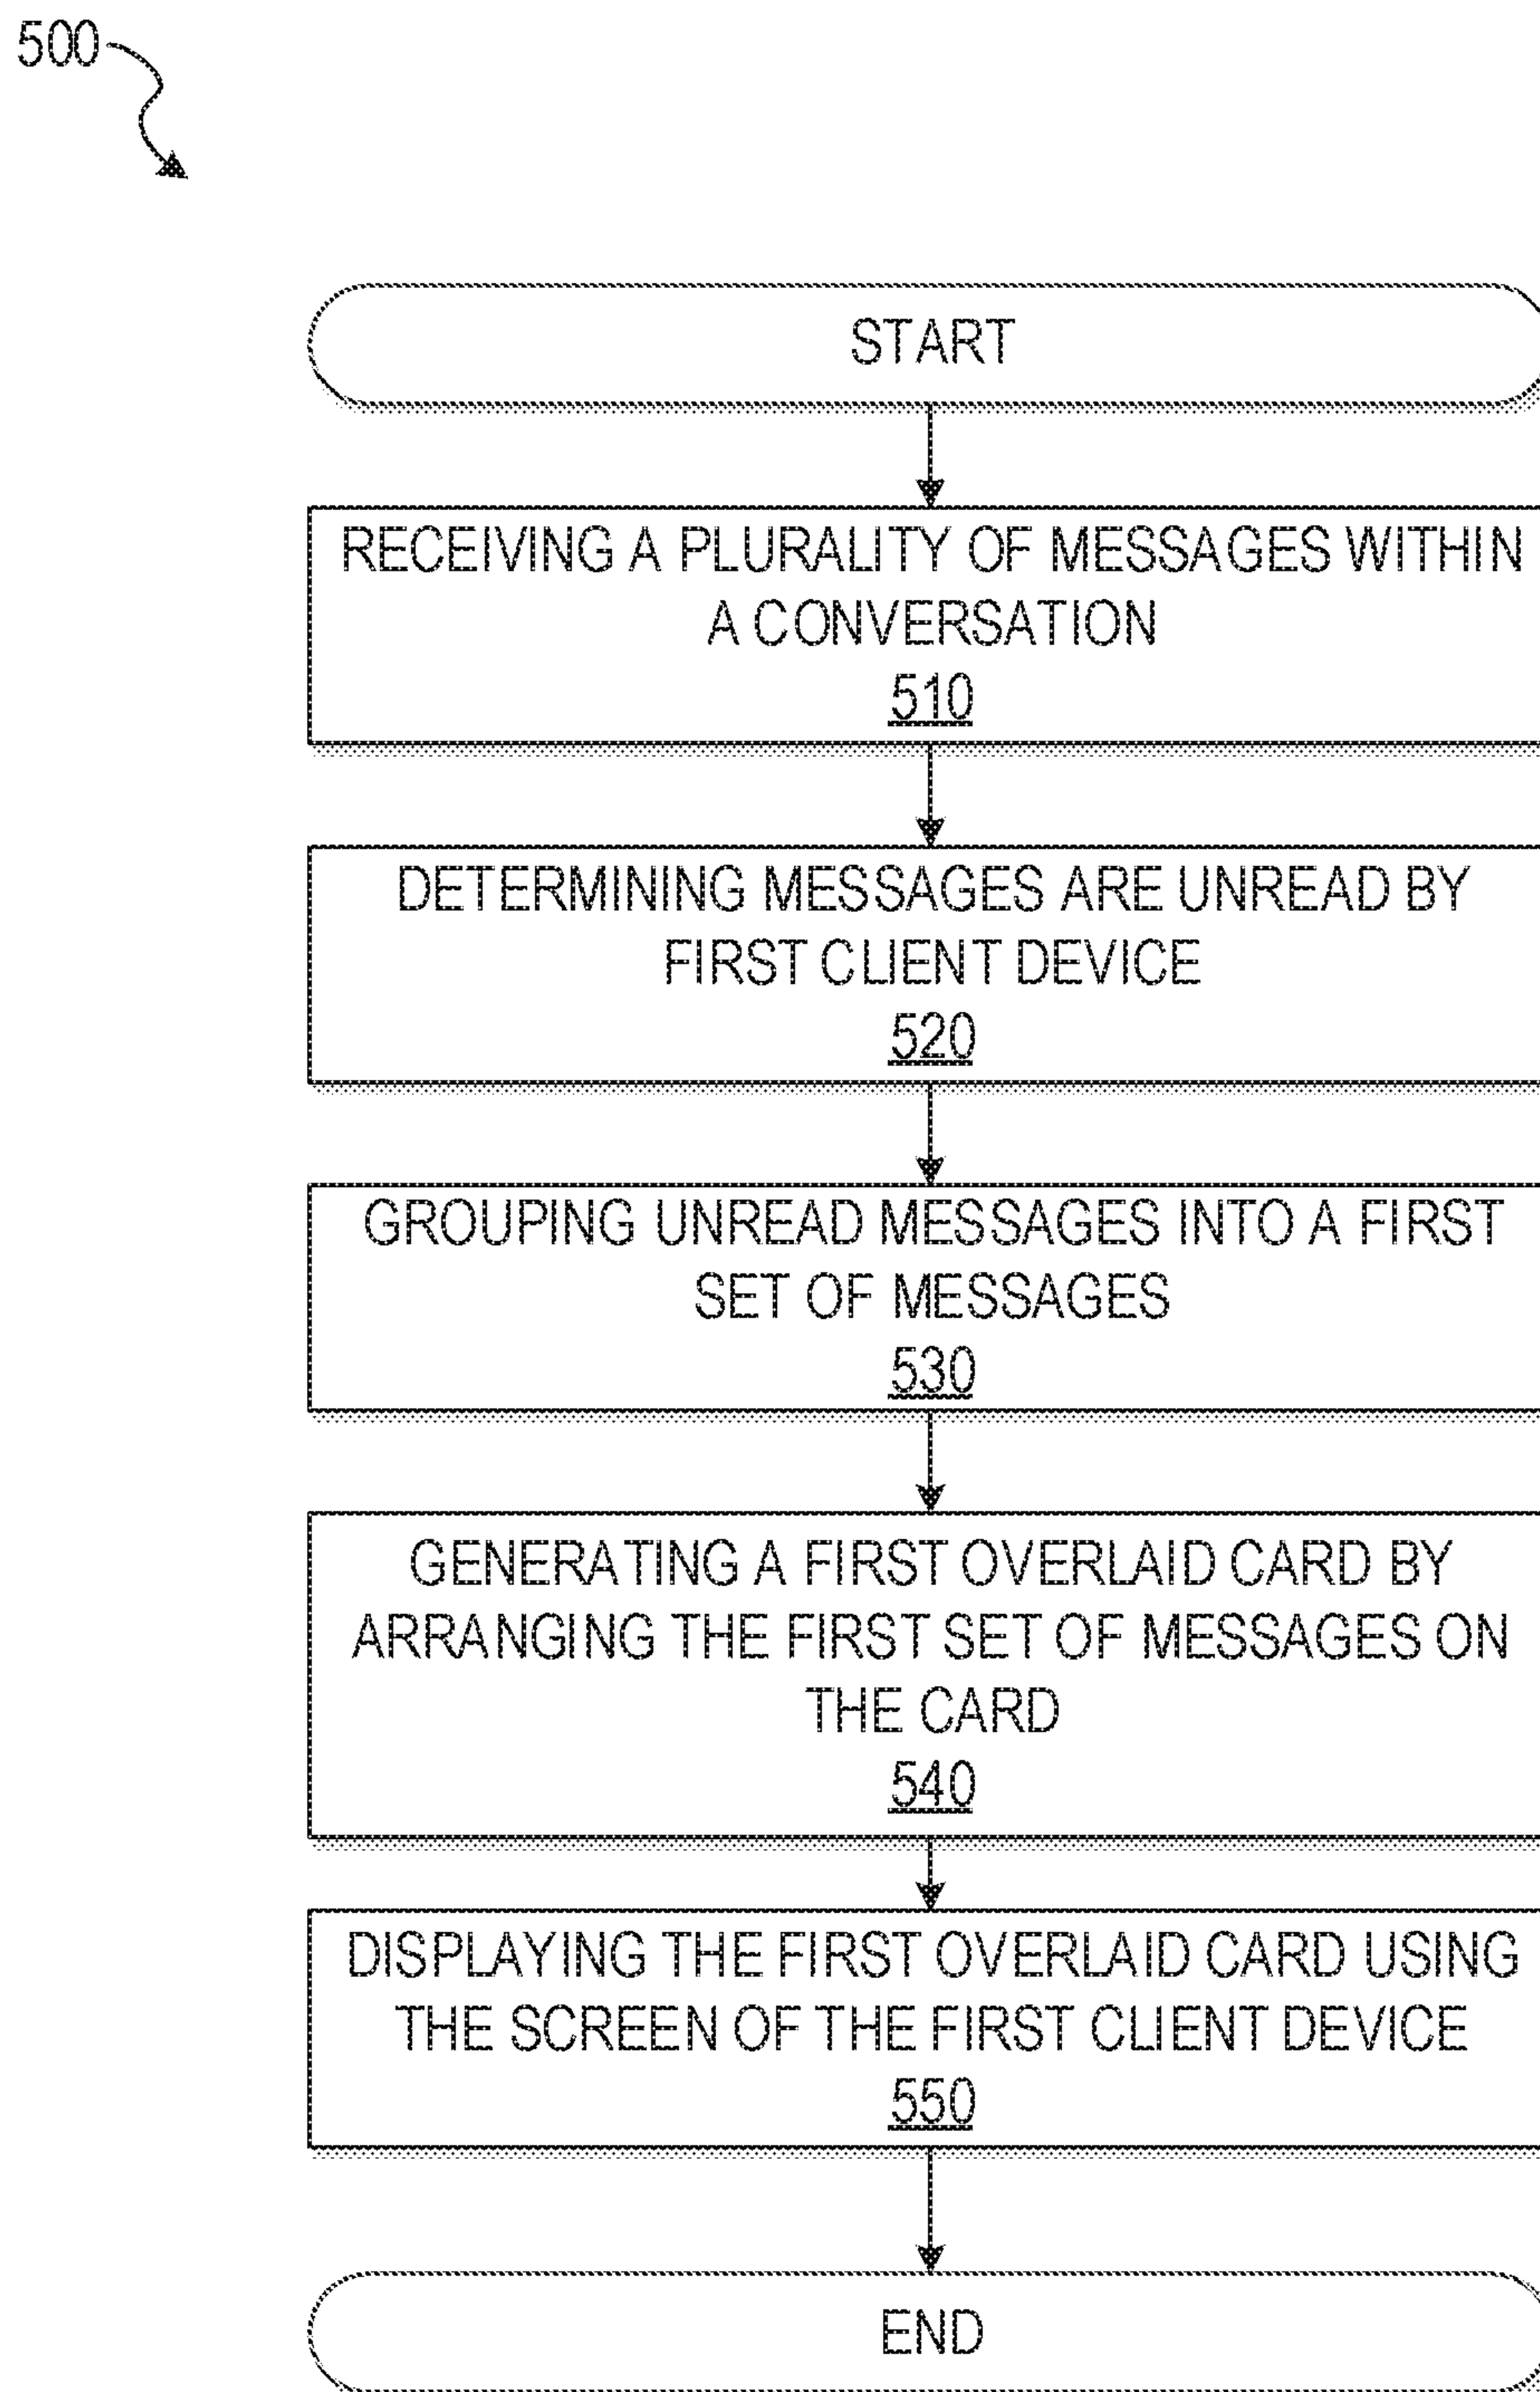 500
START
RECEIVING A PLURALITY OF MESSAGES WITHIN
A CONVERSATION
510
DETERMINING MESSAGES ARE UNREAD BY
FIRST CLIENT DEVICE
520
GROUPING UNREAD MESSAGES INTO A FIRST
SET OF MESSAGES
530
GENERATING A FIRST OVERLAID CARD BY
ARRANGING THE FIRST SET OF MESSAGES ON
THE CARD
540
DISPLAYING THE FIRST OVERLAID CARD USING
THE SCREEN OF THE FIRST CLIENT DEVICE
550
END